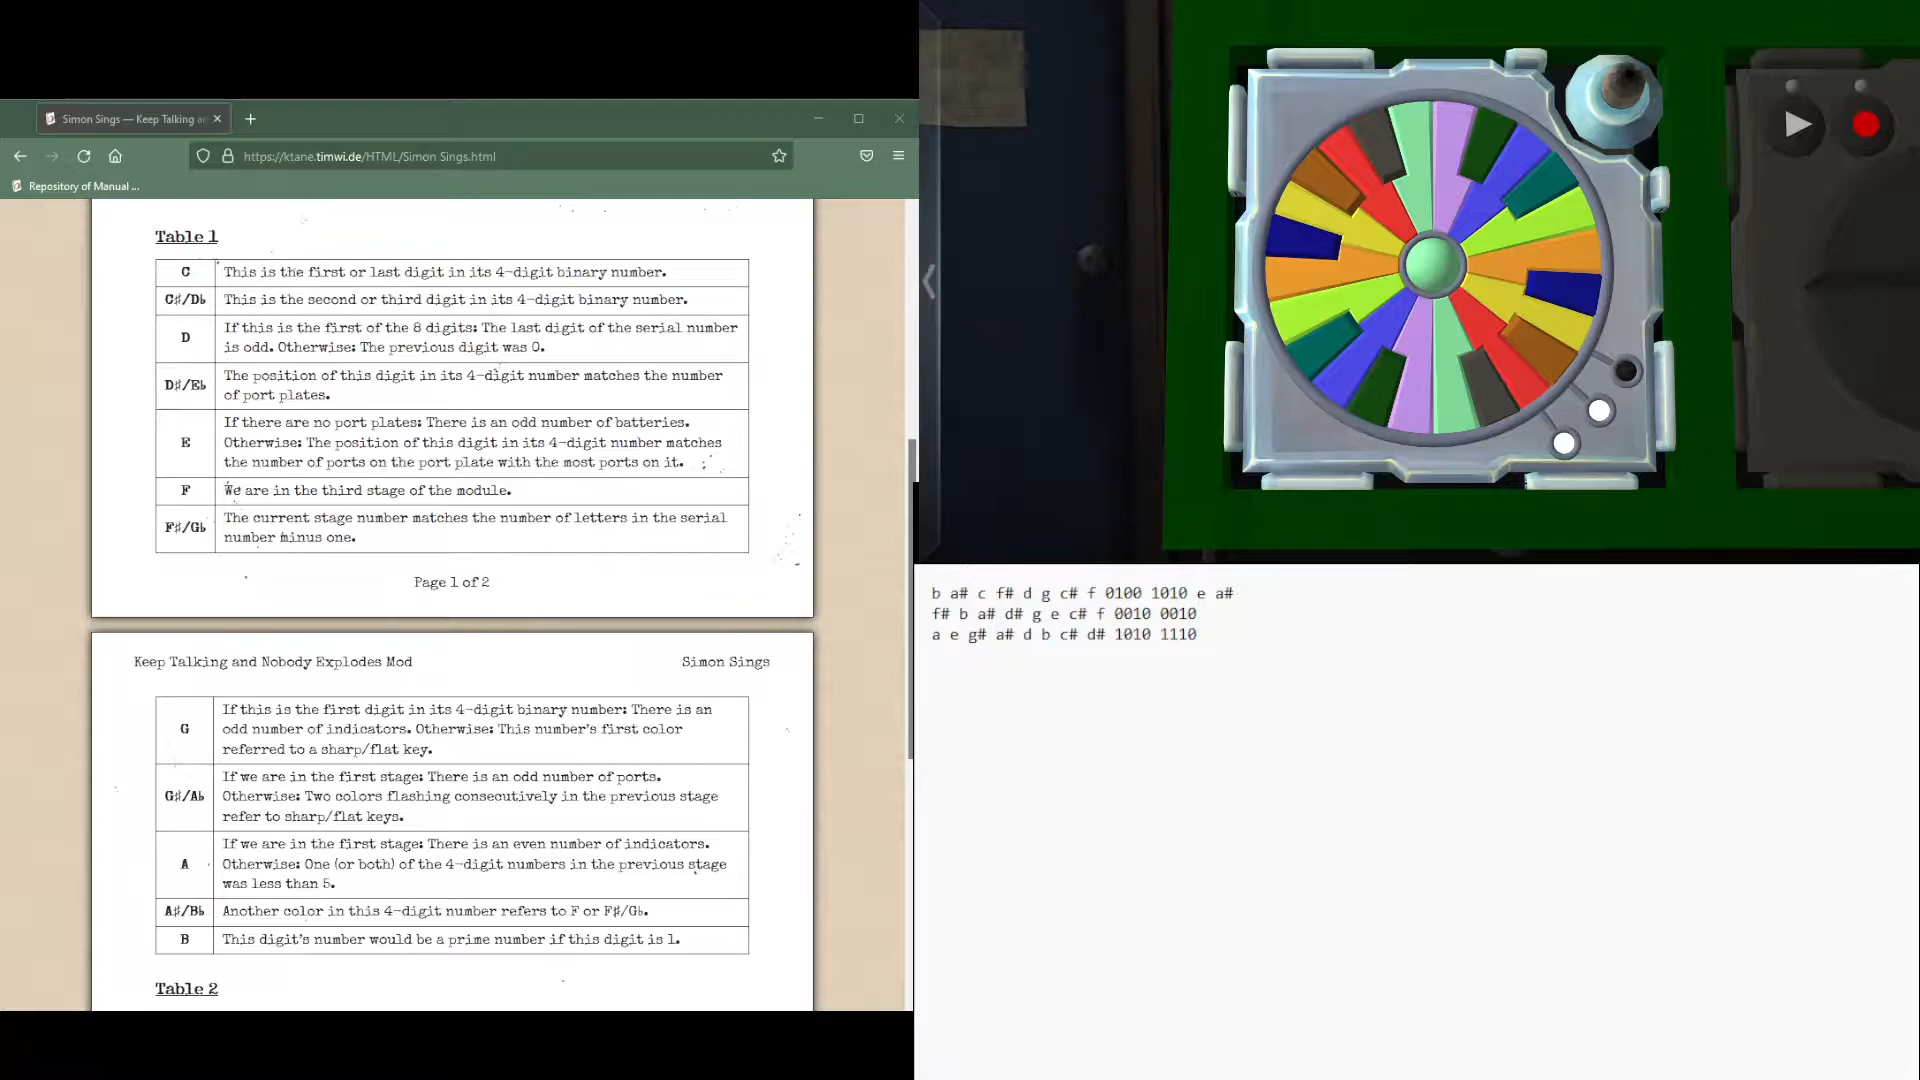 Simon Sings — Keep Talking an
https://ktane.timwi.de/HTML/Simon Sings.html
Repository of Manual ...
Table 1
C This is the first or last digit in its 4-digit binary number.
C♯/D♭ This is the second or third digit in its 4-digit binary number.
D If this is the first of the 8 digits: The last digit of the serial number
is odd. Otherwise: The previous digit was 0.
D♯/E♭ The position of this digit in its 4-digit number matches the number
of port plates.
E If there are no port plates: There is an odd number of batteries.
Otherwise: The position of this digit in its 4-digit number matches
the number of ports on the port plate with the most ports on it.
F We are in the third stage of the module.
F♯/G♭ The current stage number matches the number of letters in the serial
number minus one.
Page 1 of 2
Keep Talking and Nobody Explodes Mod Simon Sings
G If this is the first digit in its 4-digit binary number: There is an
odd number of indicators. Otherwise: This number's first color
referred to a sharp/flat key.
G♯/A♭ If we are in the first stage: There is an odd number of ports.
Otherwise: Two colors flashing consecutively in the previous stage
refer to sharp/flat keys.
A If we are in the first stage: There is an even number of indicators.
Otherwise: One (or both) of the 4-digit numbers in the previous stage
was less than 5.
A♯/B♭ Another color in this 4-digit number refers to F or F♯/G♭.
B This digit's number would be a prime number if this digit is 1.
Table 2
b a# c f# d g c# f 0100 1010 e a#
f# b a# d# g e c# f 0010 0010
a e g# a# d b c# d# 1010 1110